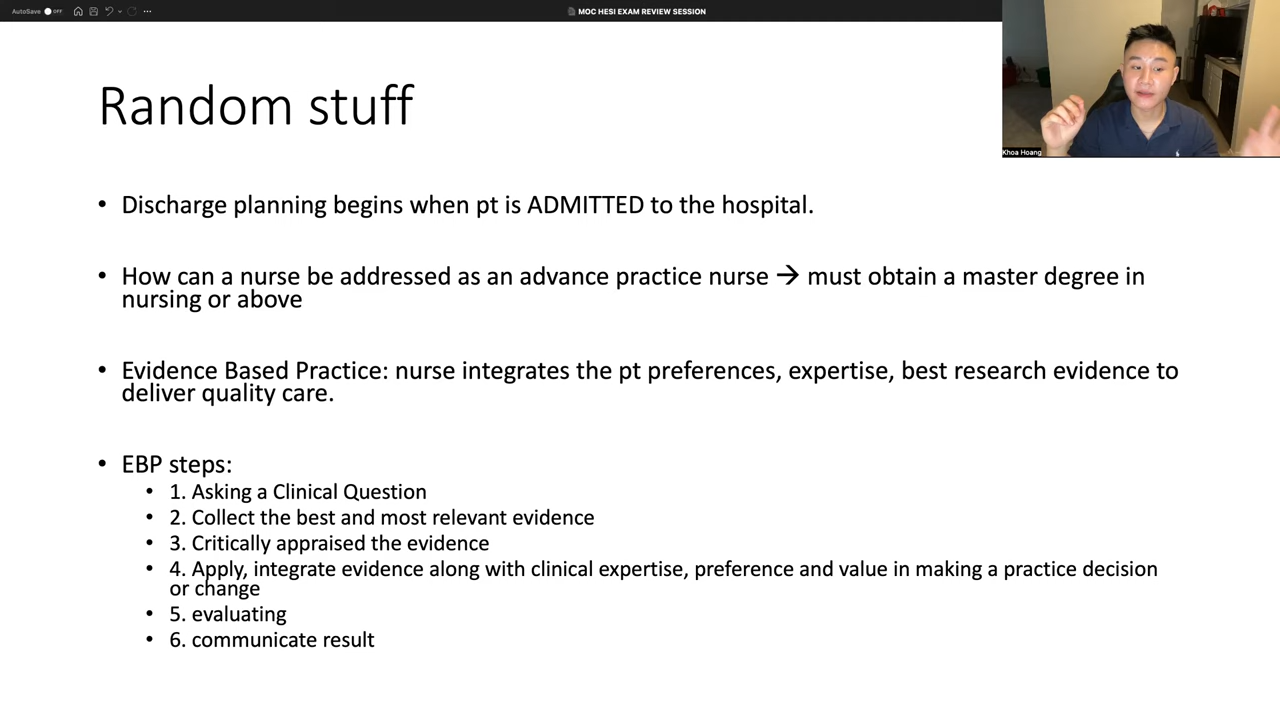 AutoSave OFF
MOC HESI EXAM REVIEW SESSION
Khoa Hoang
Random stuff
• Discharge planning begins when pt is ADMITTED to the hospital.
• How can a nurse be addressed as an advance practice nurse → must obtain a master degree in
nursing or above
• Evidence Based Practice: nurse integrates the pt preferences, expertise, best research evidence to
deliver quality care.
• EBP steps:
• 1. Asking a Clinical Question
• 2. Collect the best and most relevant evidence
• 3. Critically appraised the evidence
• 4. Apply, integrate evidence along with clinical expertise, preference and value in making a practice decision
or change
• 5. evaluating
• 6. communicate result